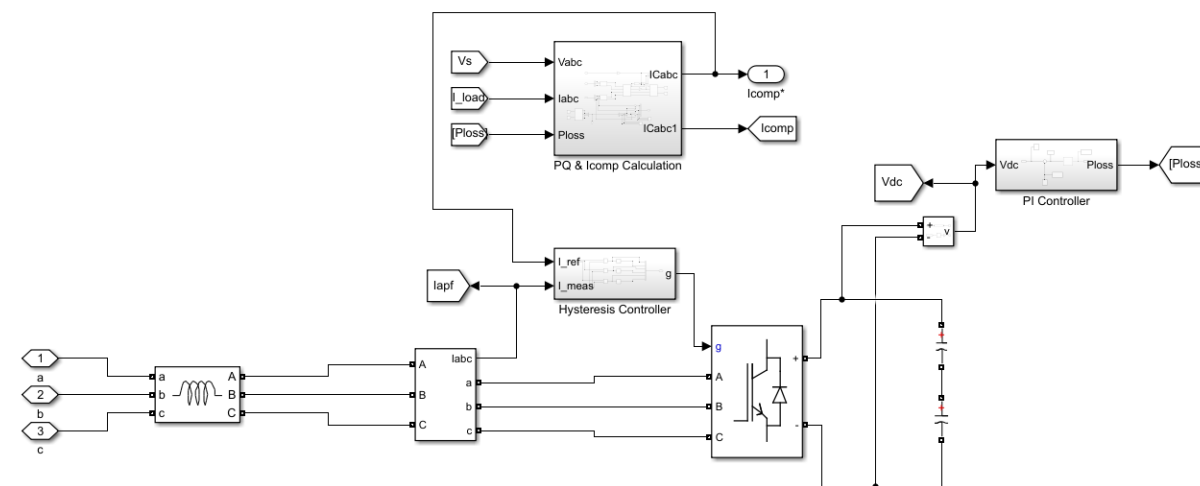 Vs
Vabc
ICabc
1
Icomp*
I_load
Iabc
[Ploss]
Ploss
ICabc1
Icomp
PQ & Icomp Calculation
Vdc
Ploss
[Ploss
PI Controller
Vdc
+
-
v
I_ref
g
Iapf
I_meas
Hysteresis Controller
1
a
2
b
3
c
a
A
b
B
c
C
Iabc
A
a
B
b
C
c
g
A
B
C
+
-
+
+